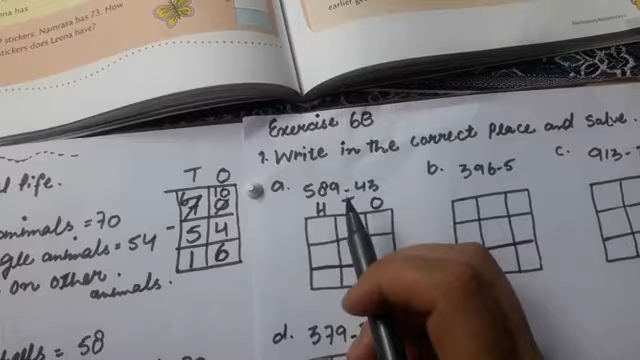 stickers. Namrata has 73. How
stickers does Leena have?
earlier
Exercise 6B
1. Write in the correct place and solve.
a. 589-43
H O
b. 396-5
c. 913-
d. 379-
life.
animals = 70
animals = 54
on other
animals.
= 58
T O
6 10
7 0
- 5 4
1 6